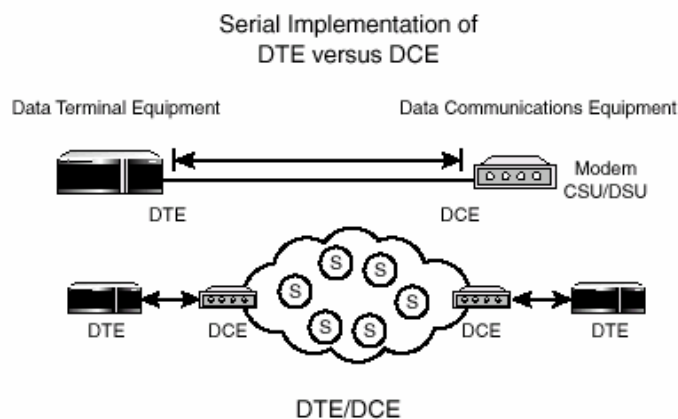 Serial Implementation of
DTE versus DCE
Data Terminal Equipment
Data Communications Equipment
Modem
CSU/DSU
DTE
DCE
S
S
S
S
S
S
S
DTE
DCE
DCE
DTE
DTE/DCE